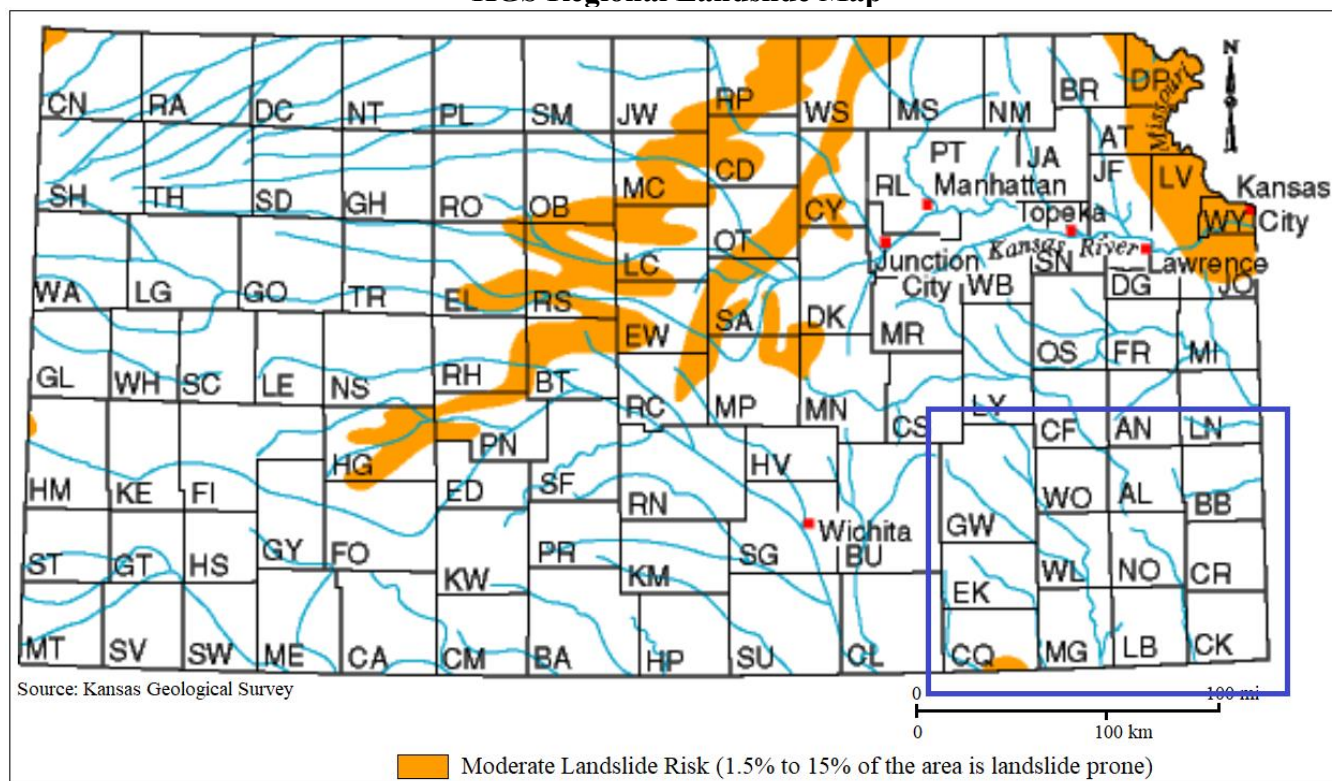 KGS Regional Landslide Map
N
CN RA DC NT PL SM JW RP WS MS NM BR DP
Missouri
AT
SH TH SD GH RO OB MC CD CY RL PT JA JF LV
Manhattan
Kansas
City
WY
Topeka
OT
Junction
City
Kansas River
SN
Lawrence
WA LG GO TR EL RS LC SA DK WB DG JO
EW MR OS FR MI
GL WH SC LE NS RH BT RC MP MN CS LY CF AN LN
HM KE FI HG PN ED SF RN HV WO AL BB
GW
Wichita
ST GT HS GY FO PR KM SG BU WL NO CR
KW EK
MT SV SW ME CA CM BA HP SU CL CQ MG LB CK
Source: Kansas Geological Survey
0 100 mi
0 100 km
Moderate Landslide Risk (1.5% to 15% of the area is landslide prone)